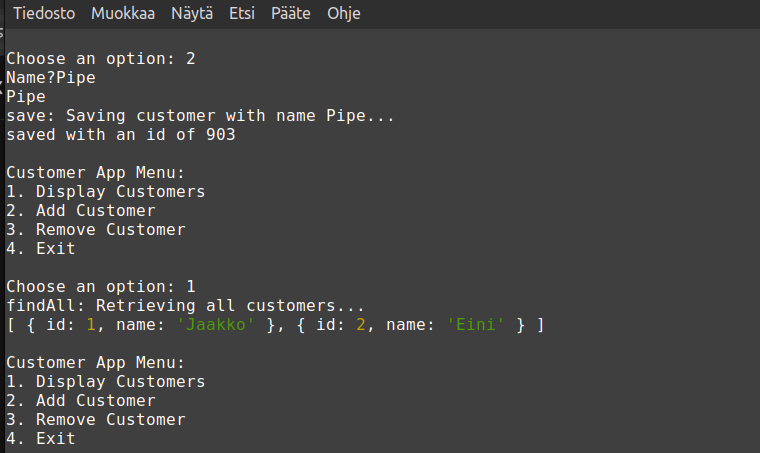 Tiedosto Muokkaa Näytä Etsi Pääte Ohje
Choose an option: 2
Name?Pipe
Pipe
save: Saving customer with name Pipe...
saved with an id of 903
Customer App Menu:
1. Display Customers
2. Add Customer
3. Remove Customer
4. Exit
Choose an option: 1
findAll: Retrieving all customers...
[ { id: 1, name: 'Jaakko' }, { id: 2, name: 'Eini' } ]
Customer App Menu:
1. Display Customers
2. Add Customer
3. Remove Customer
4. Exit